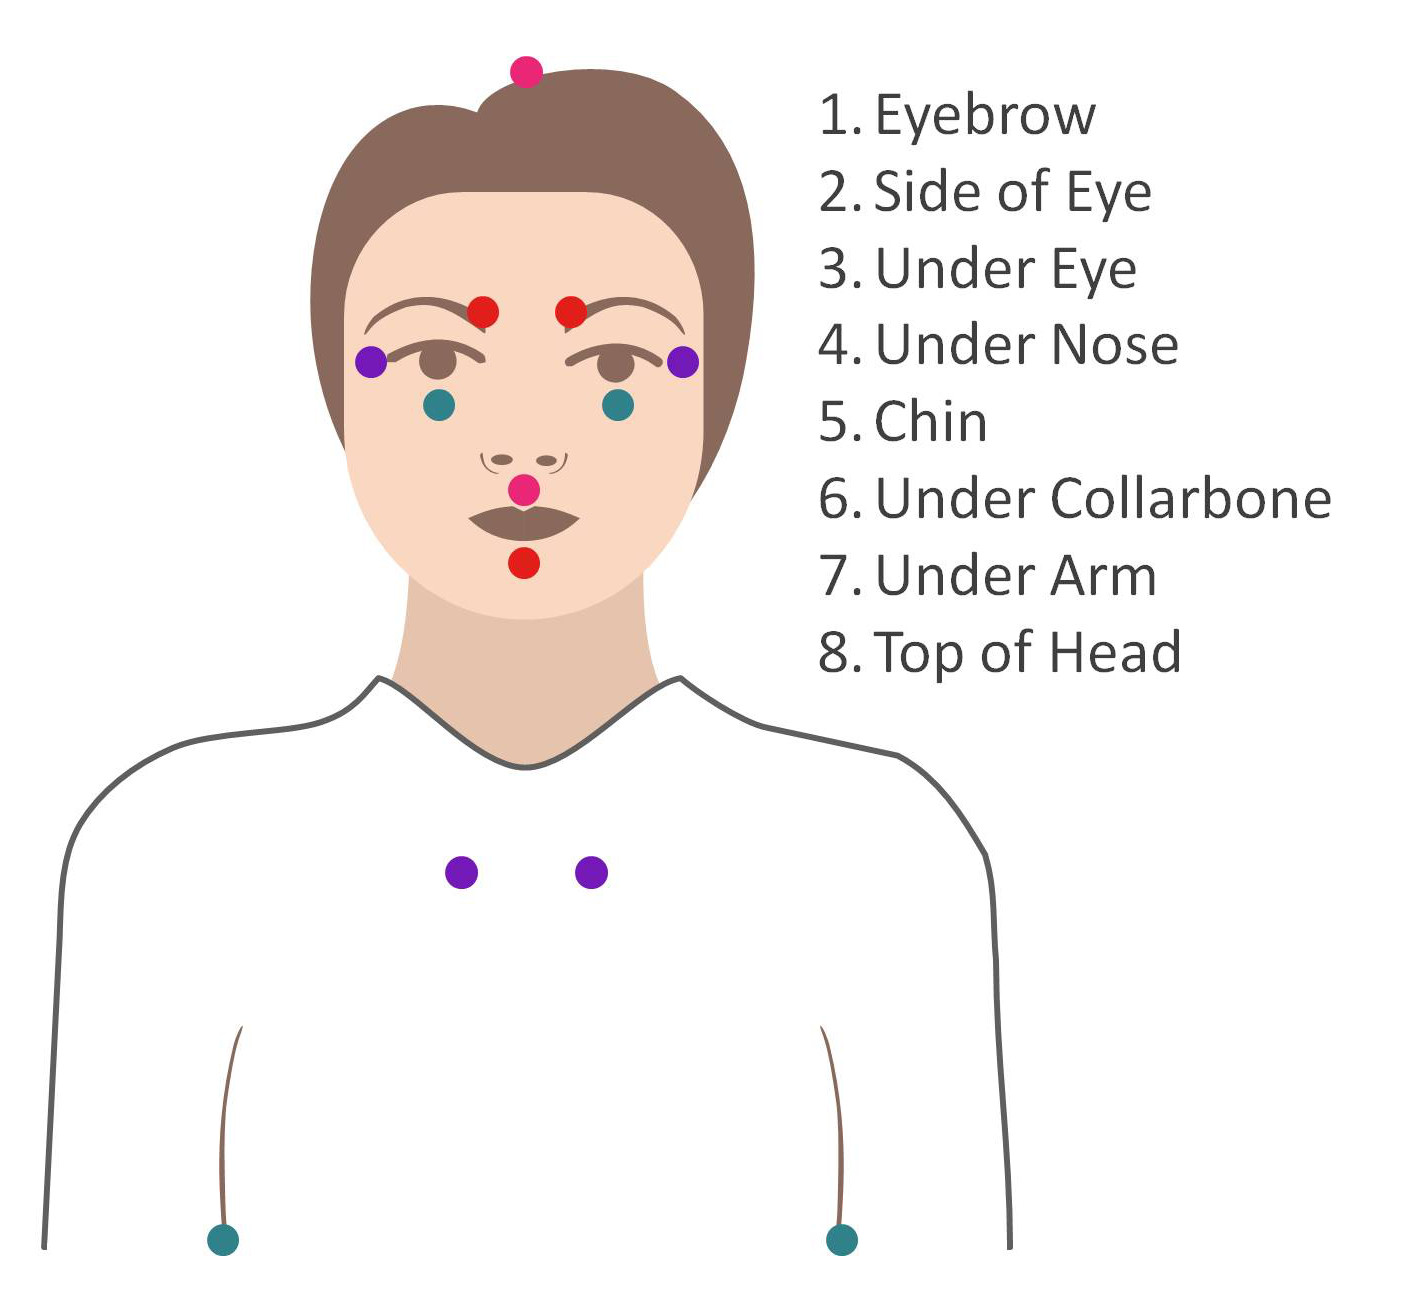 1. Eyebrow
2. Side of Eye
3. Under Eye
4. Under Nose
5. Chin
6. Under Collarbone
7. Under Arm
8. Top of Head